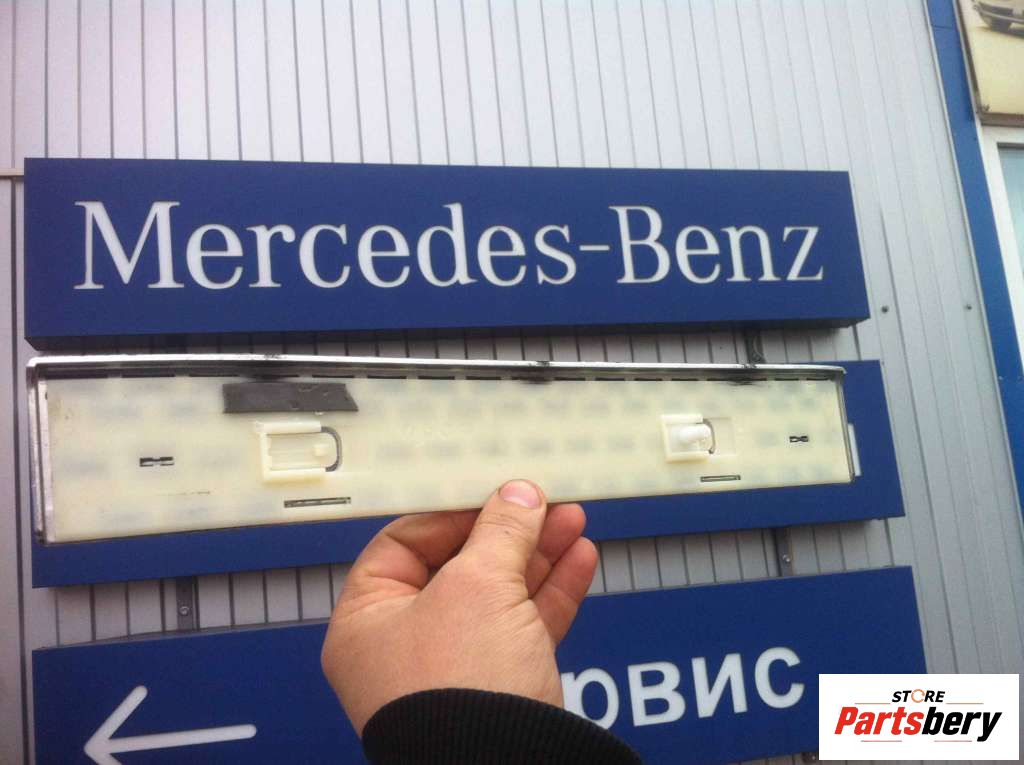 Mercedes-Benz
рвис
STORE
Partsbery